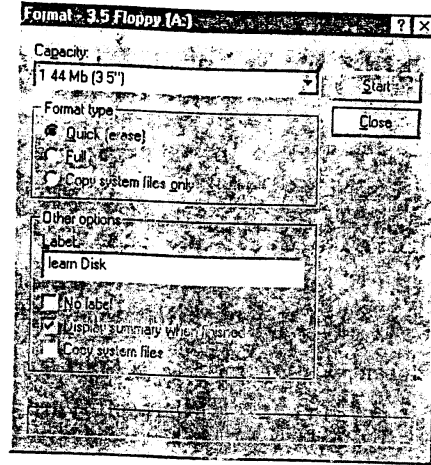 Format - 3.5 Floppy (A:)
? X
Capacity:
1 44 Mb (3 5")
Start
Format type
Close
Quick (erase)
Full
Copy system files only
Other options
Label:
learn Disk
No label
Display summary when finished
Copy system files